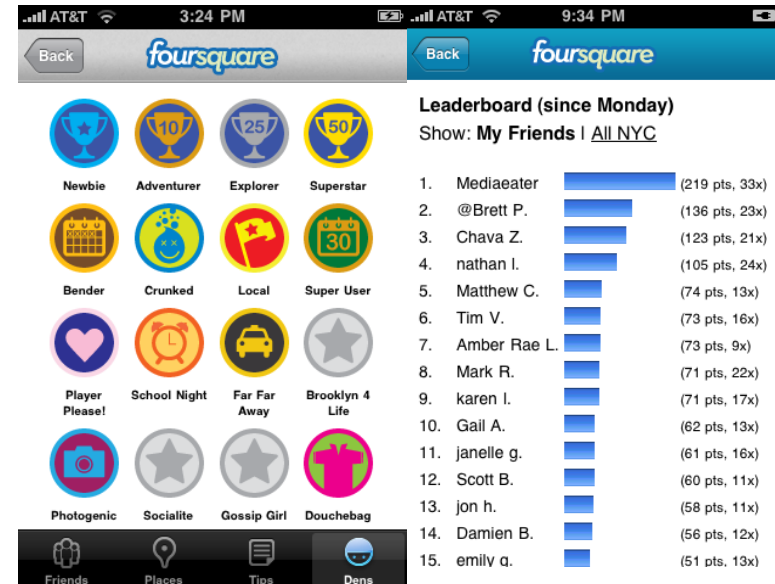 AT&T 3:24 PM
Back foursquare
10 25 50
Newbie Adventurer Explorer Superstar
30
Bender Crunked Local Super User
Player Please! School Night Far Far Away Brooklyn 4 Life
Photogenic Socialite Gossip Girl Douchebag
Friends Places Tips Dens
AT&T 9:34 PM
Back foursquare
Leaderboard (since Monday)
Show: My Friends | All NYC
1. Mediaeater (219 pts, 33x)
2. @Brett P. (136 pts, 23x)
3. Chava Z. (123 pts, 21x)
4. nathan l. (105 pts, 24x)
5. Matthew C. (74 pts, 13x)
6. Tim V. (73 pts, 16x)
7. Amber Rae L. (73 pts, 9x)
8. Mark R. (71 pts, 22x)
9. karen l. (71 pts, 17x)
10. Gail A. (62 pts, 13x)
11. janelle g. (61 pts, 16x)
12. Scott B. (60 pts, 11x)
13. jon h. (58 pts, 11x)
14. Damien B. (56 pts, 12x)
15. emily g. (51 pts, 13x)